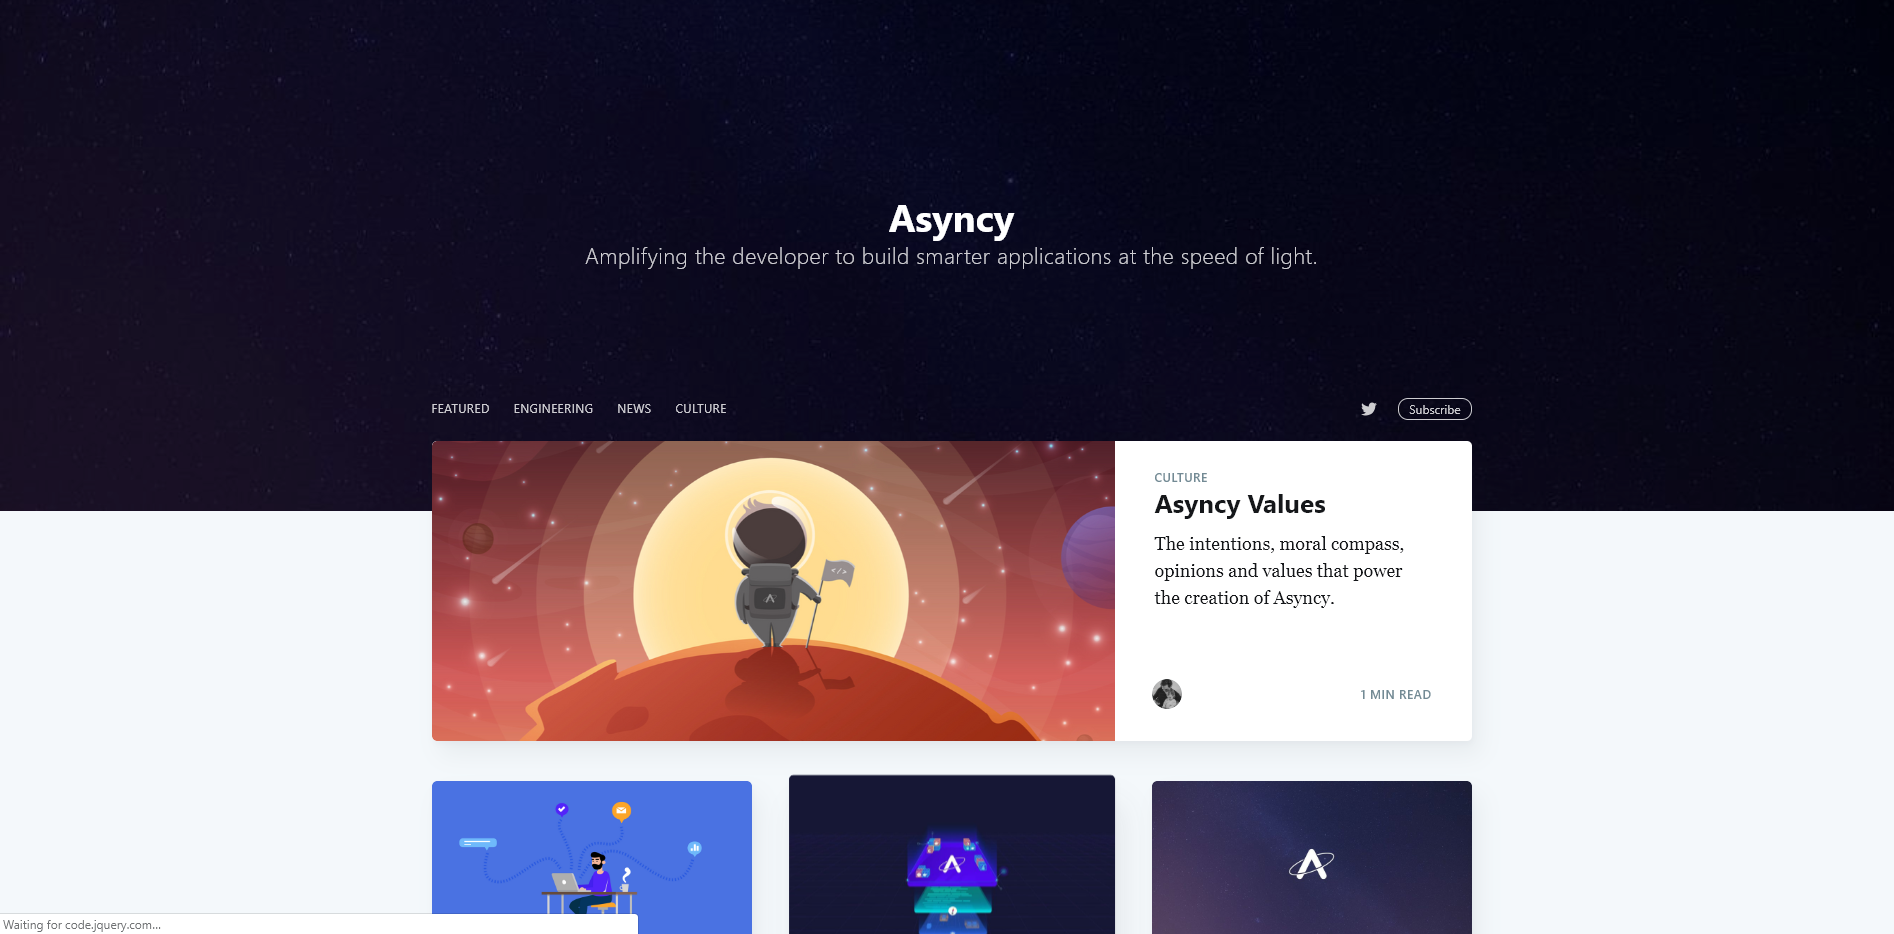 Asyncy
Amplifying the developer to build smarter applications at the speed of light.
FEATURED ENGINEERING NEWS CULTURE Subscribe
</>
CULTURE
Asyncy Values
The intentions, moral compass,
opinions and values that power
the creation of Asyncy.
1 MIN READ
Waiting for code.jquery.com...